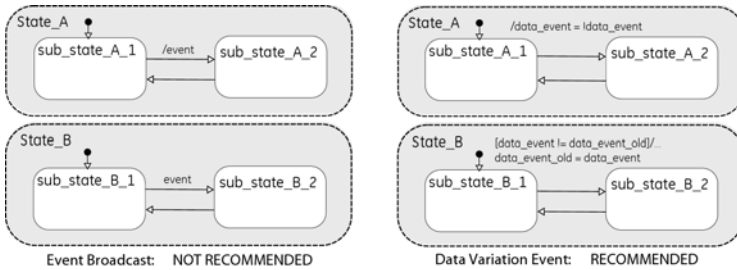 State_A
/event
sub_state_A_1
sub_state_A_2
State_B
sub_state_B_1
event
sub_state_B_2
Event Broadcast: NOT RECOMMENDED
State_A
/data_event = !data_event
sub_state_A_1
sub_state_A_2
State_B
[data_event != data_event_old]/...
data_event_old = data_event
sub_state_B_1
sub_state_B_2
Data Variation Event: RECOMMENDED